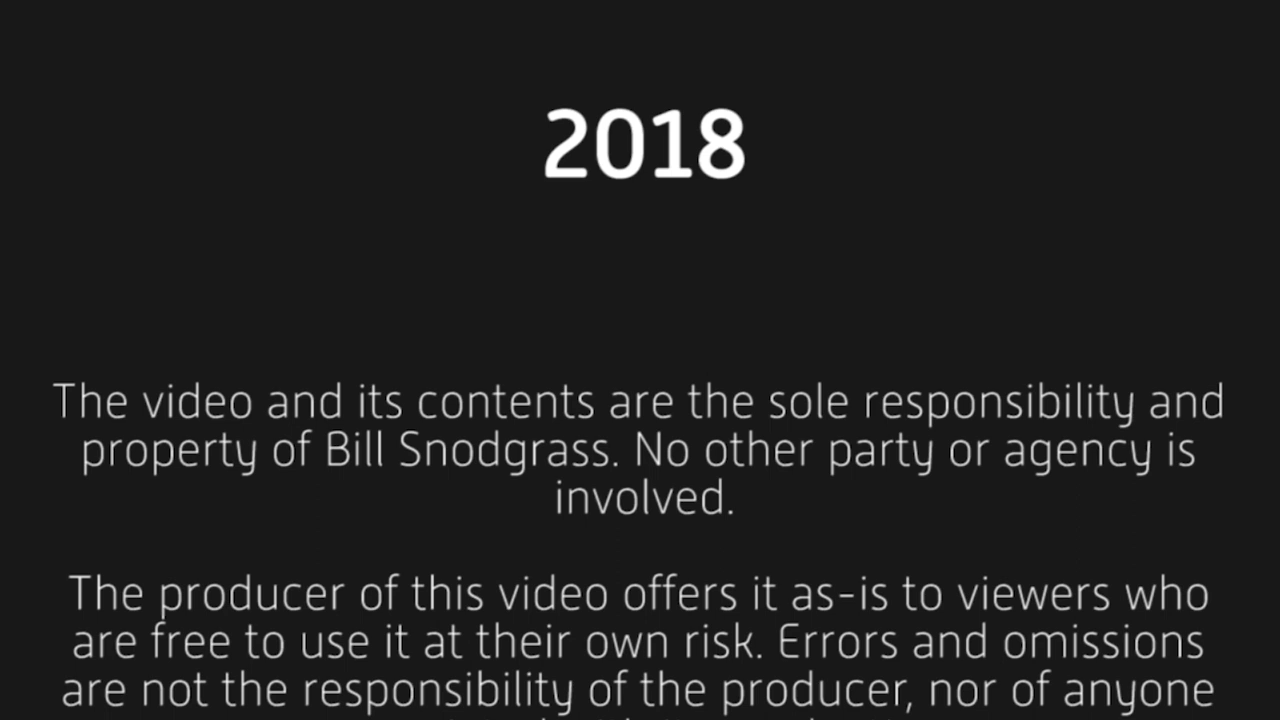 2018
The video and its contents are the sole responsibility and
property of Bill Snodgrass. No other party or agency is
involved.
The producer of this video offers it as-is to viewers who
are free to use it at their own risk. Errors and omissions
are not the responsibility of the producer, nor of anyone